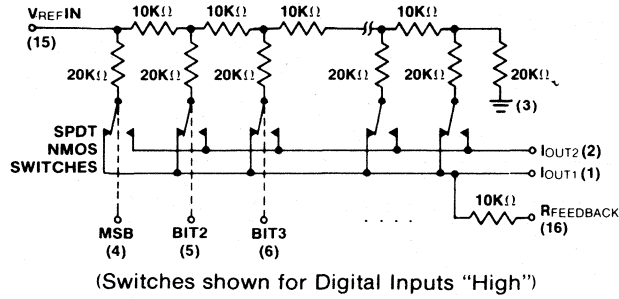 VREFIN
(15)
10KΩ 10KΩ 10KΩ 10KΩ
20KΩ 20KΩ 20KΩ 20KΩ 20KΩ 20KΩ
(3)
SPDT
NMOS
SWITCHES
IOUT2 (2)
IOUT1 (1)
10KΩ
RFEEDBACK
(16)
MSB
(4)
BIT2
(5)
BIT3
(6)
. . . .
(Switches shown for Digital Inputs “High”)